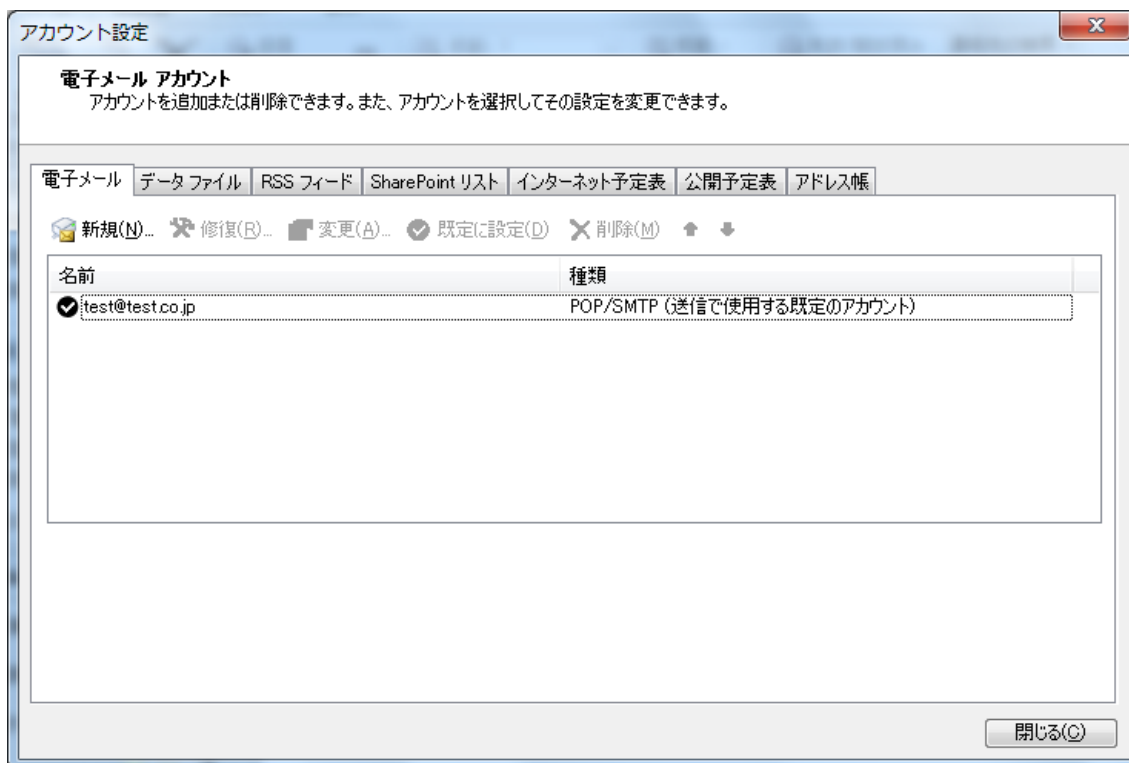 アカウント設定
電子メール アカウント
アカウントを追加または削除できます。また、アカウントを選択してその設定を変更できます。
電子メール データ ファイル RSS フィード SharePoint リスト インターネット予定表 公開予定表 アドレス帳
新規(N)... 修復(R)... 変更(A)... 既定に設定(D) 削除(M)
名前 種類
test@test.co.jp POP/SMTP (送信で使用する既定のアカウント)
閉じる(C)